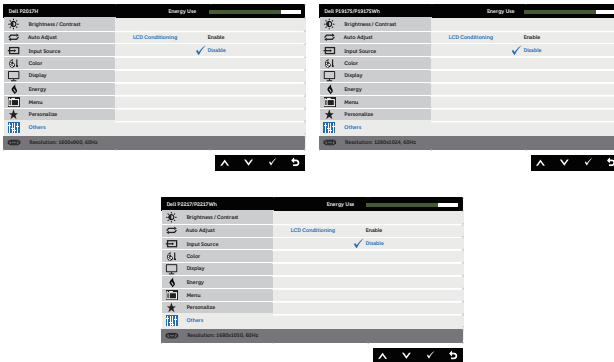 Dell P2017H Energy Use
Brightness / Contrast
Auto Adjust LCD Conditioning Enable
Input Source Disable
Color
Display
Energy
Menu
Personalize
Others
Resolution: 1600x900, 60Hz
Dell P1917S/P1917SWh Energy Use
Brightness / Contrast
Auto Adjust LCD Conditioning Enable
Input Source Disable
Color
Display
Energy
Menu
Personalize
Others
Resolution: 1280x1024, 60Hz
Dell P2217/P2217Wh Energy Use
Brightness / Contrast
Auto Adjust LCD Conditioning Enable
Input Source Disable
Color
Display
Energy
Menu
Personalize
Others
Resolution: 1680x1050, 60Hz